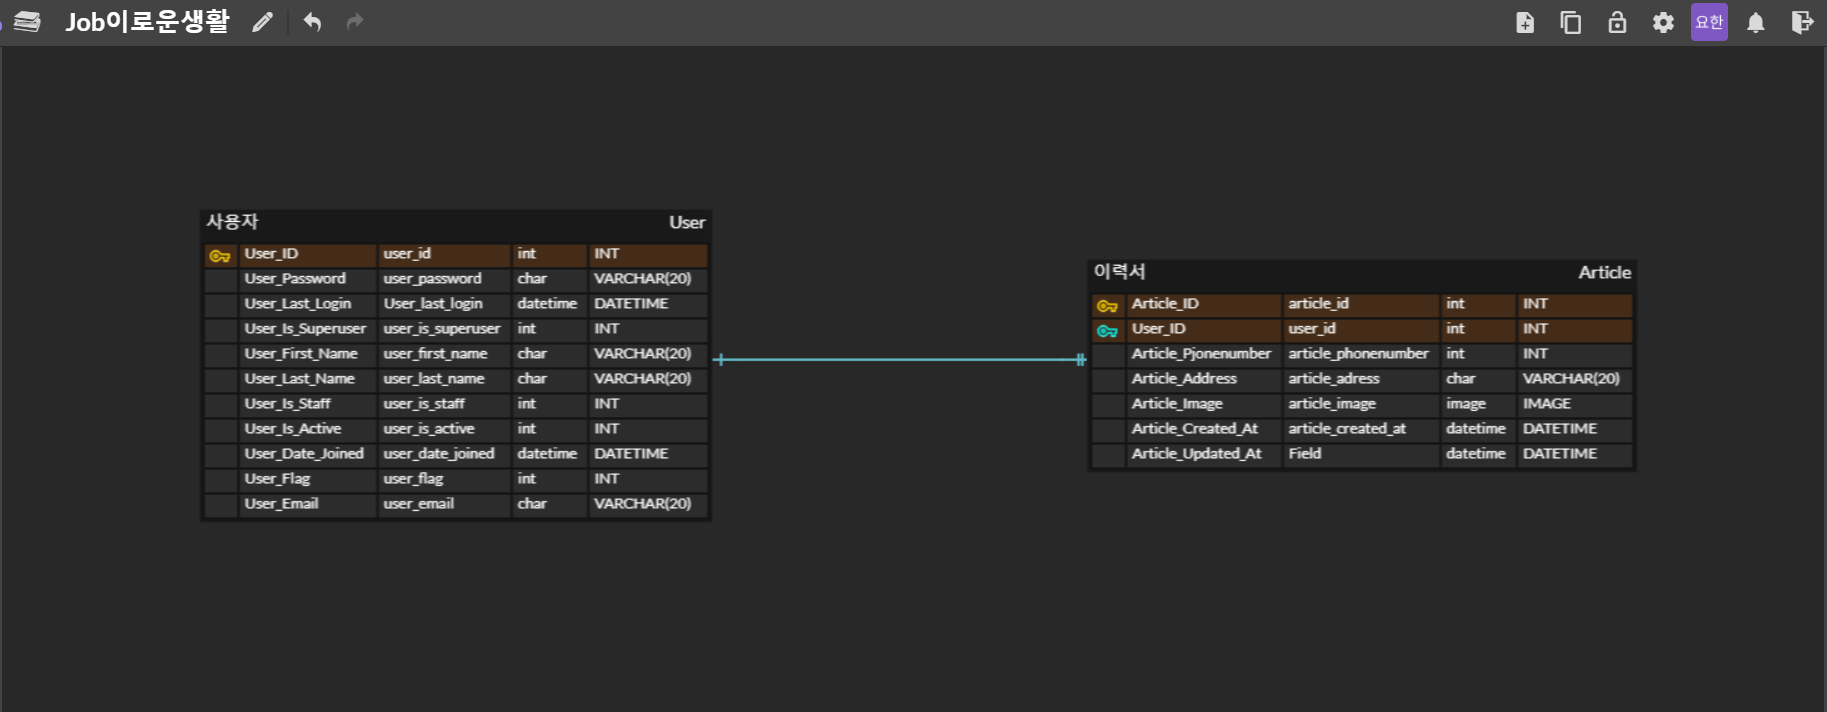 Job이로운생활
요한
사용자 User
User_ID user_id int INT
User_Password user_password char VARCHAR(20)
User_Last_Login User_last_login datetime DATETIME
User_Is_Superuser user_is_superuser int INT
User_First_Name user_first_name char VARCHAR(20)
User_Last_Name user_last_name char VARCHAR(20)
User_Is_Staff user_is_staff int INT
User_Is_Active user_is_active int INT
User_Date_Joined user_date_joined datetime DATETIME
User_Flag user_flag int INT
User_Email user_email char VARCHAR(20)
이력서 Article
Article_ID article_id int INT
User_ID user_id int INT
Article_Pjonenumber article_phonenumber int INT
Article_Address article_adress char VARCHAR(20)
Article_Image article_image image IMAGE
Article_Created_At article_created_at datetime DATETIME
Article_Updated_At Field datetime DATETIME